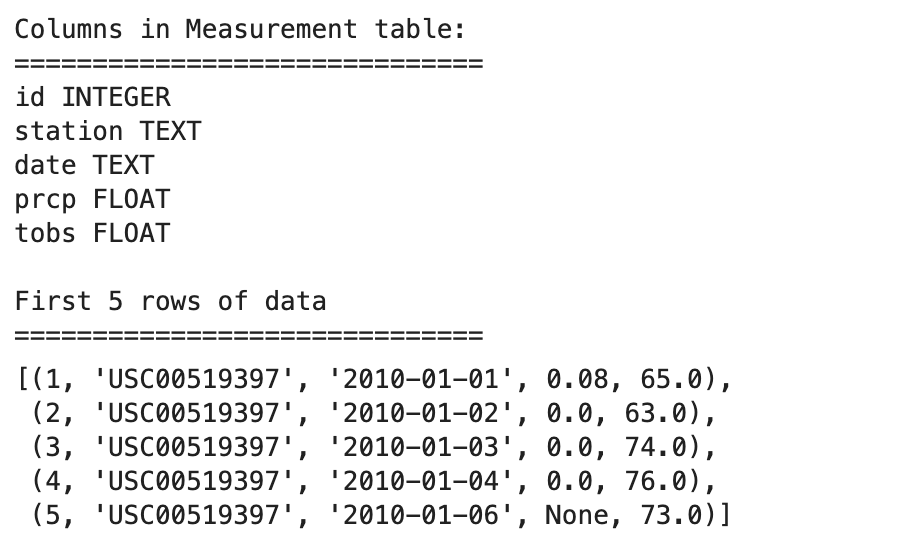 Columns in Measurement table:
==============================
id INTEGER
station TEXT
date TEXT
prcp FLOAT
tobs FLOAT
First 5 rows of data
==============================
[(1, 'USC00519397', '2010-01-01', 0.08, 65.0),
(2, 'USC00519397', '2010-01-02', 0.0, 63.0),
(3, 'USC00519397', '2010-01-03', 0.0, 74.0),
(4, 'USC00519397', '2010-01-04', 0.0, 76.0),
(5, 'USC00519397', '2010-01-06', None, 73.0)]